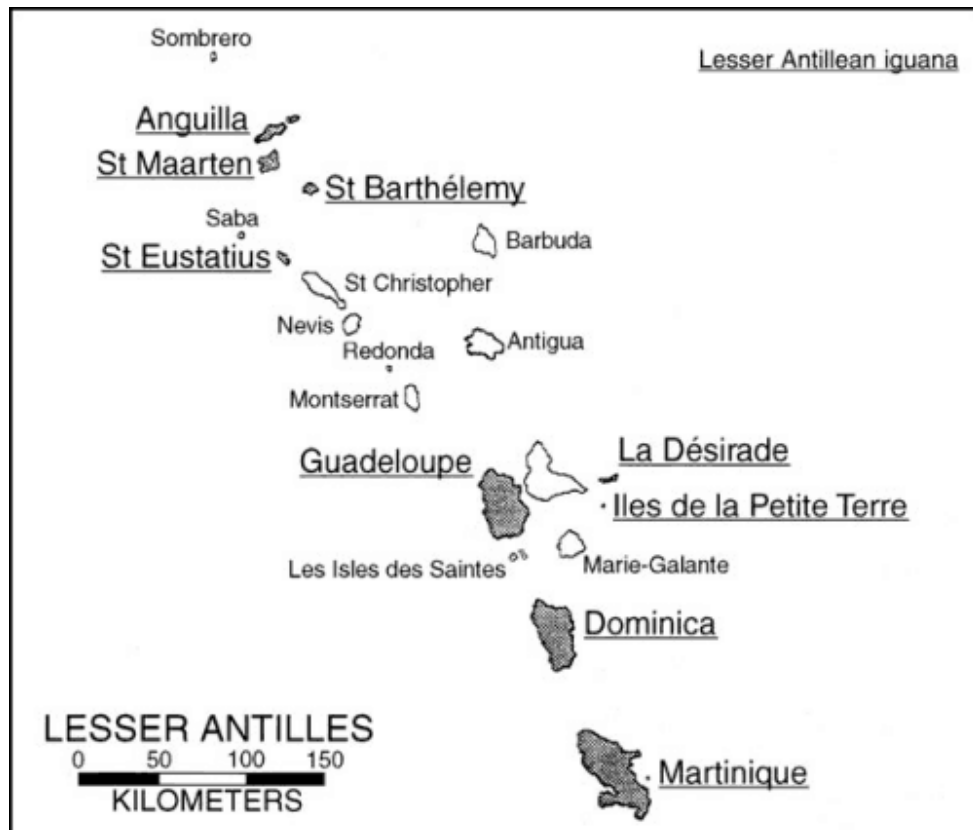 Sombrero
Lesser Antillean iguana
Anguilla
St Maarten
St Barthélemy
Saba
Barbuda
St Eustatius
St Christopher
Nevis
Antigua
Redonda
Montserrat
La Désirade
Guadeloupe
Iles de la Petite Terre
Les Isles des Saintes
Marie-Galante
Dominica
LESSER ANTILLES
0 50 100 150
KILOMETERS
Martinique